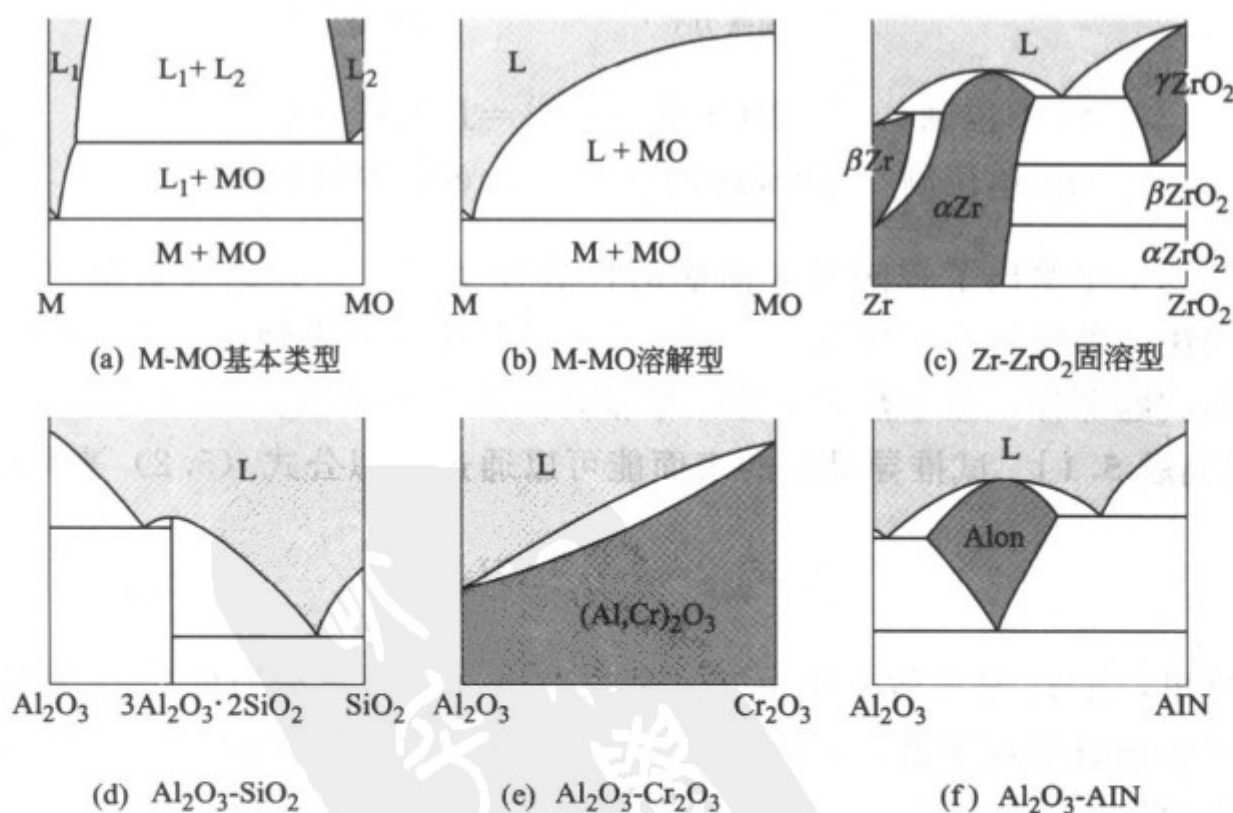 L₁ L₁ + L₂ L₂
L₁ + MO
M + MO
M MO
(a) M-MO基本类型
L
L + MO
M + MO
M MO
(b) M-MO溶解型
L
γZrO₂
βZr
αZr
βZrO₂
αZrO₂
Zr ZrO₂
(c) Zr-ZrO₂固溶型
L
Al₂O₃ 3Al₂O₃·2SiO₂ SiO₂
(d) Al₂O₃-SiO₂
L
(Al,Cr)₂O₃
Al₂O₃ Cr₂O₃
(e) Al₂O₃-Cr₂O₃
L
Alon
Al₂O₃ AlN
(f) Al₂O₃-AlN